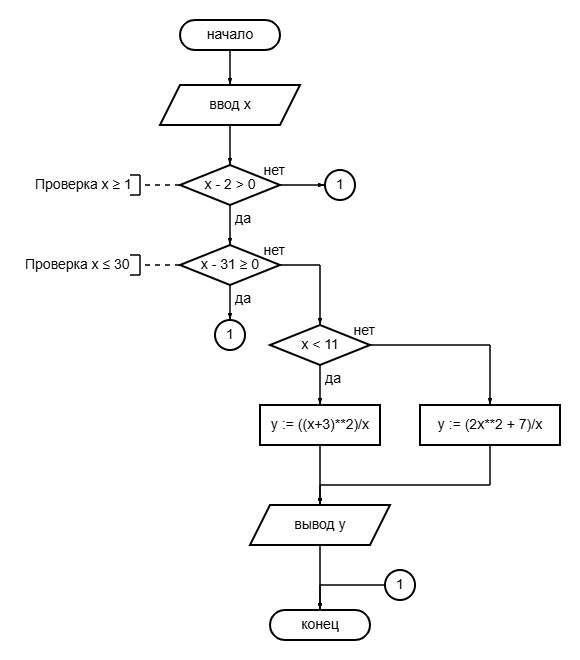 начало
ввод x
Проверка x ≥ 1
x - 2 > 0
нет
1
да
Проверка x ≤ 30
x - 31 ≥ 0
нет
да
1
x < 11
нет
да
y := ((x+3)**2)/x
y := (2x**2 + 7)/x
вывод y
1
конец